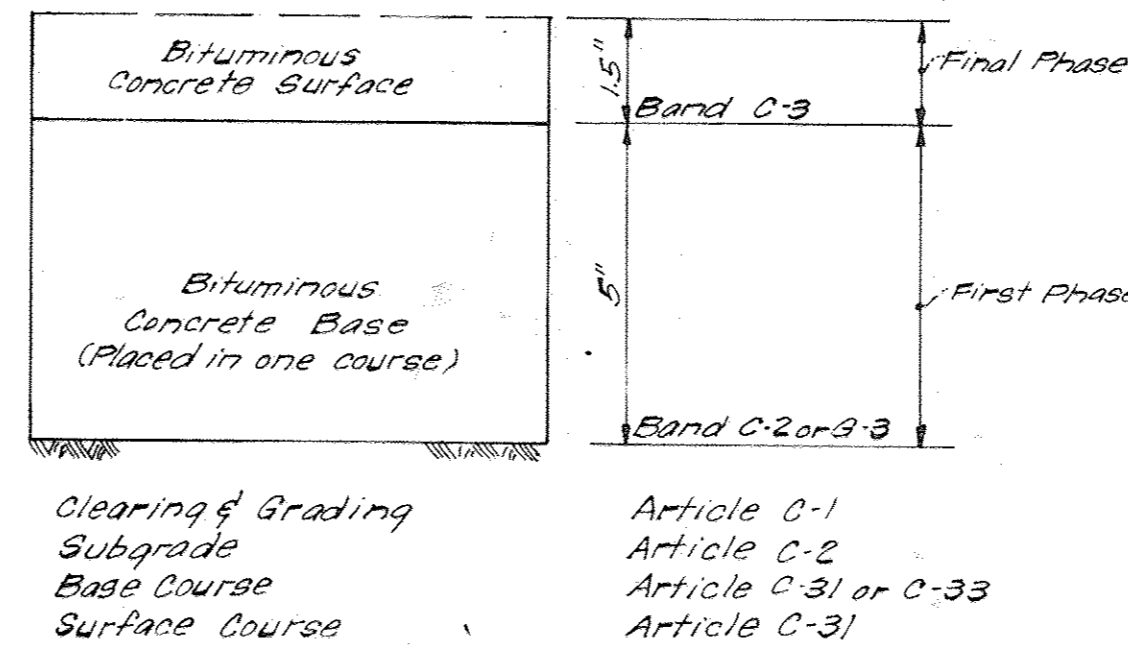 Bituminous
Concrete Surface
1.5"
Band C-3
Final Phase
Bituminous
Concrete Base
(Placed in one course)
5"
First Phase
Band C-2 or G-3
Clearing & Grading Article C-1
Subgrade Article C-2
Base Course Article C-31 or C-33
Surface Course Article C-31